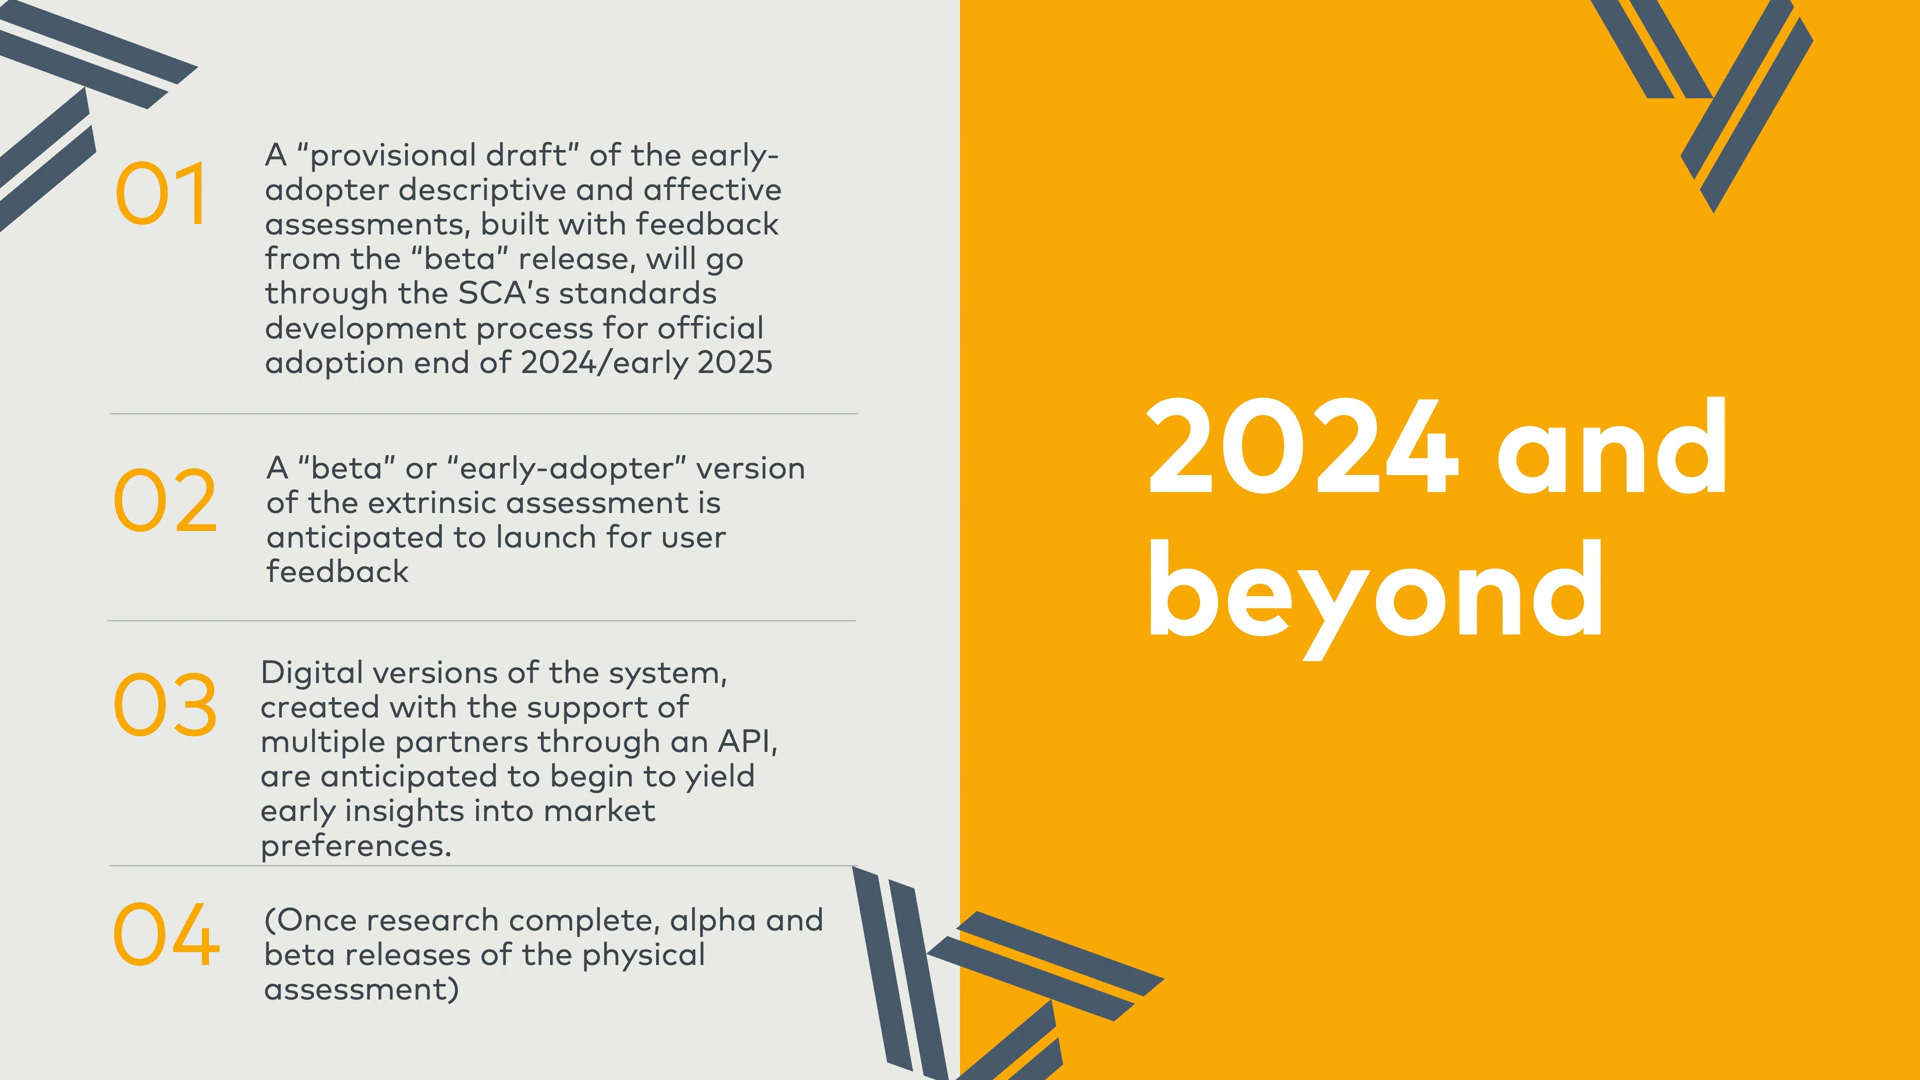 01
A “provisional draft” of the early-
adopter descriptive and affective
assessments, built with feedback
from the “beta” release, will go
through the SCA’s standards
development process for official
adoption end of 2024/early 2025
02
A “beta” or “early-adopter” version
of the extrinsic assessment is
anticipated to launch for user
feedback
03
Digital versions of the system,
created with the support of
multiple partners through an API,
are anticipated to begin to yield
early insights into market
preferences.
04
(Once research complete, alpha and
beta releases of the physical
assessment)
2024 and
beyond